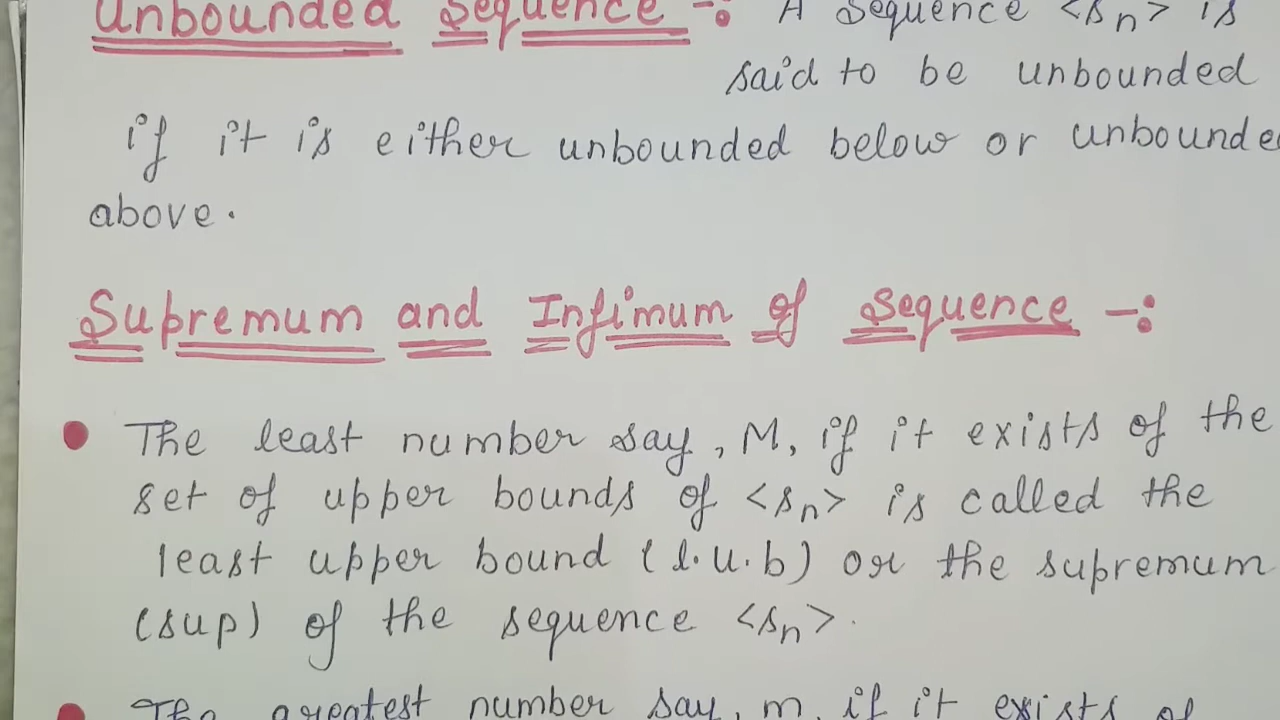 Unbounded Sequence -: A sequence <sn> is
said to be unbounded
if it is either unbounded below or unbounde
above.
Supremum and Infimum of Sequence -:
• The least number say, M, if it exists of the
set of upper bounds of <sn> is called the
least upper bound (l.u.b) or the supremum
(sup) of the sequence <sn>.
• The greatest number say, m, if it exists of